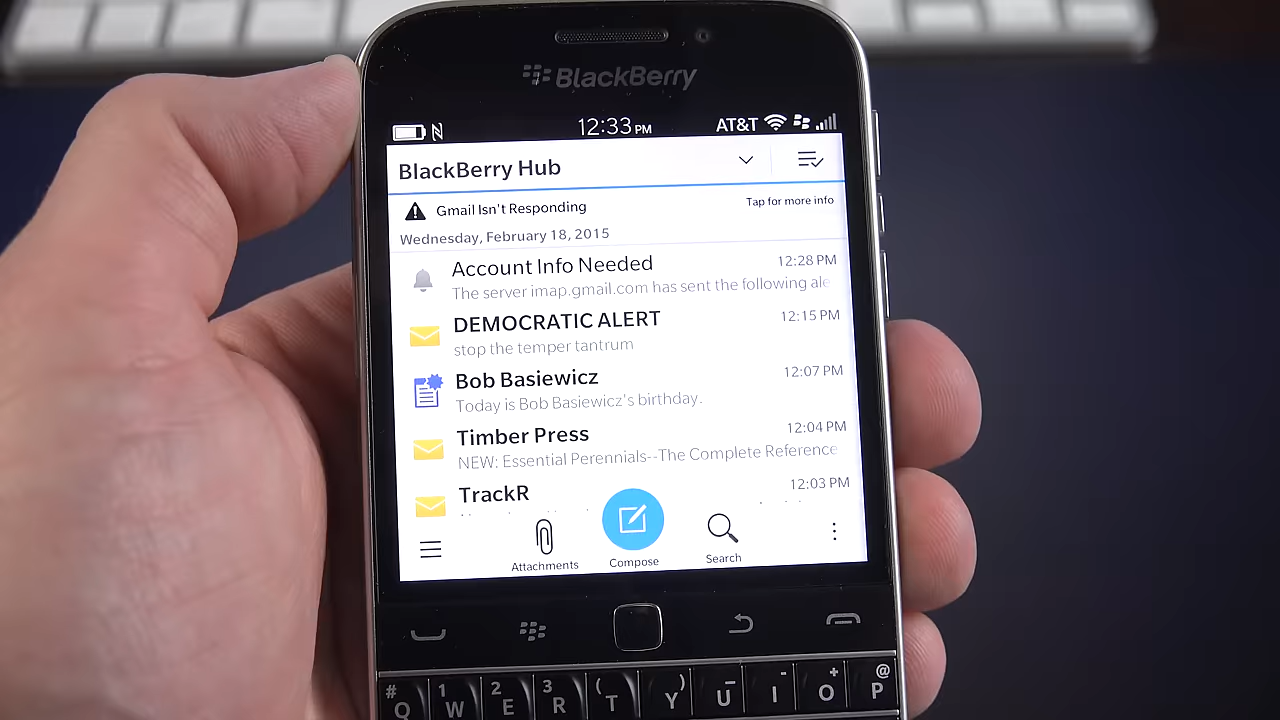 BlackBerry
12:33 PM
AT&T
BlackBerry Hub
Gmail Isn't Responding
Tap for more info
Wednesday, February 18, 2015
Account Info Needed
12:28 PM
The server imap.gmail.com has sent the following ale
DEMOCRATIC ALERT
12:15 PM
stop the temper tantrum
Bob Basiewicz
12:07 PM
Today is Bob Basiewicz's birthday.
Timber Press
12:04 PM
NEW: Essential Perennials--The Complete Reference
TrackR
12:03 PM
Attachments
Compose
Search
# 1 2 3 ( ) _ - + @
Q W E R T Y U I O P